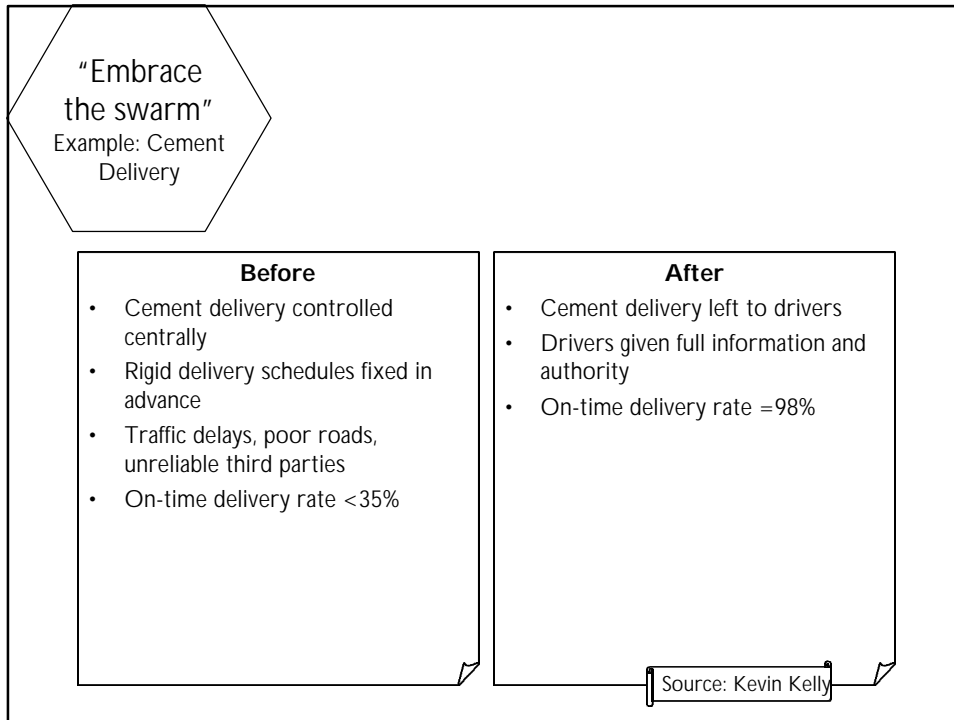 “Embrace
the swarm”
Example: Cement
Delivery
Before
• Cement delivery controlled
centrally
• Rigid delivery schedules fixed in
advance
• Traffic delays, poor roads,
unreliable third parties
• On-time delivery rate <35%
After
• Cement delivery left to drivers
• Drivers given full information and
authority
• On-time delivery rate =98%
Source: Kevin Kelly